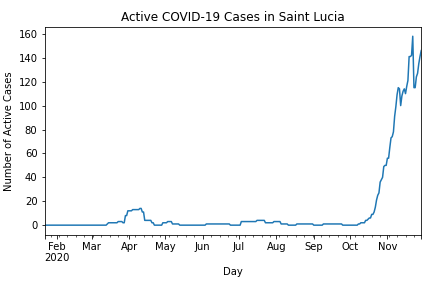 Active COVID-19 Cases in Saint Lucia
160
140
120
100
80
60
40
20
0
Number of Active Cases
Feb Mar Apr May Jun Jul Aug Sep Oct Nov
2020
Day